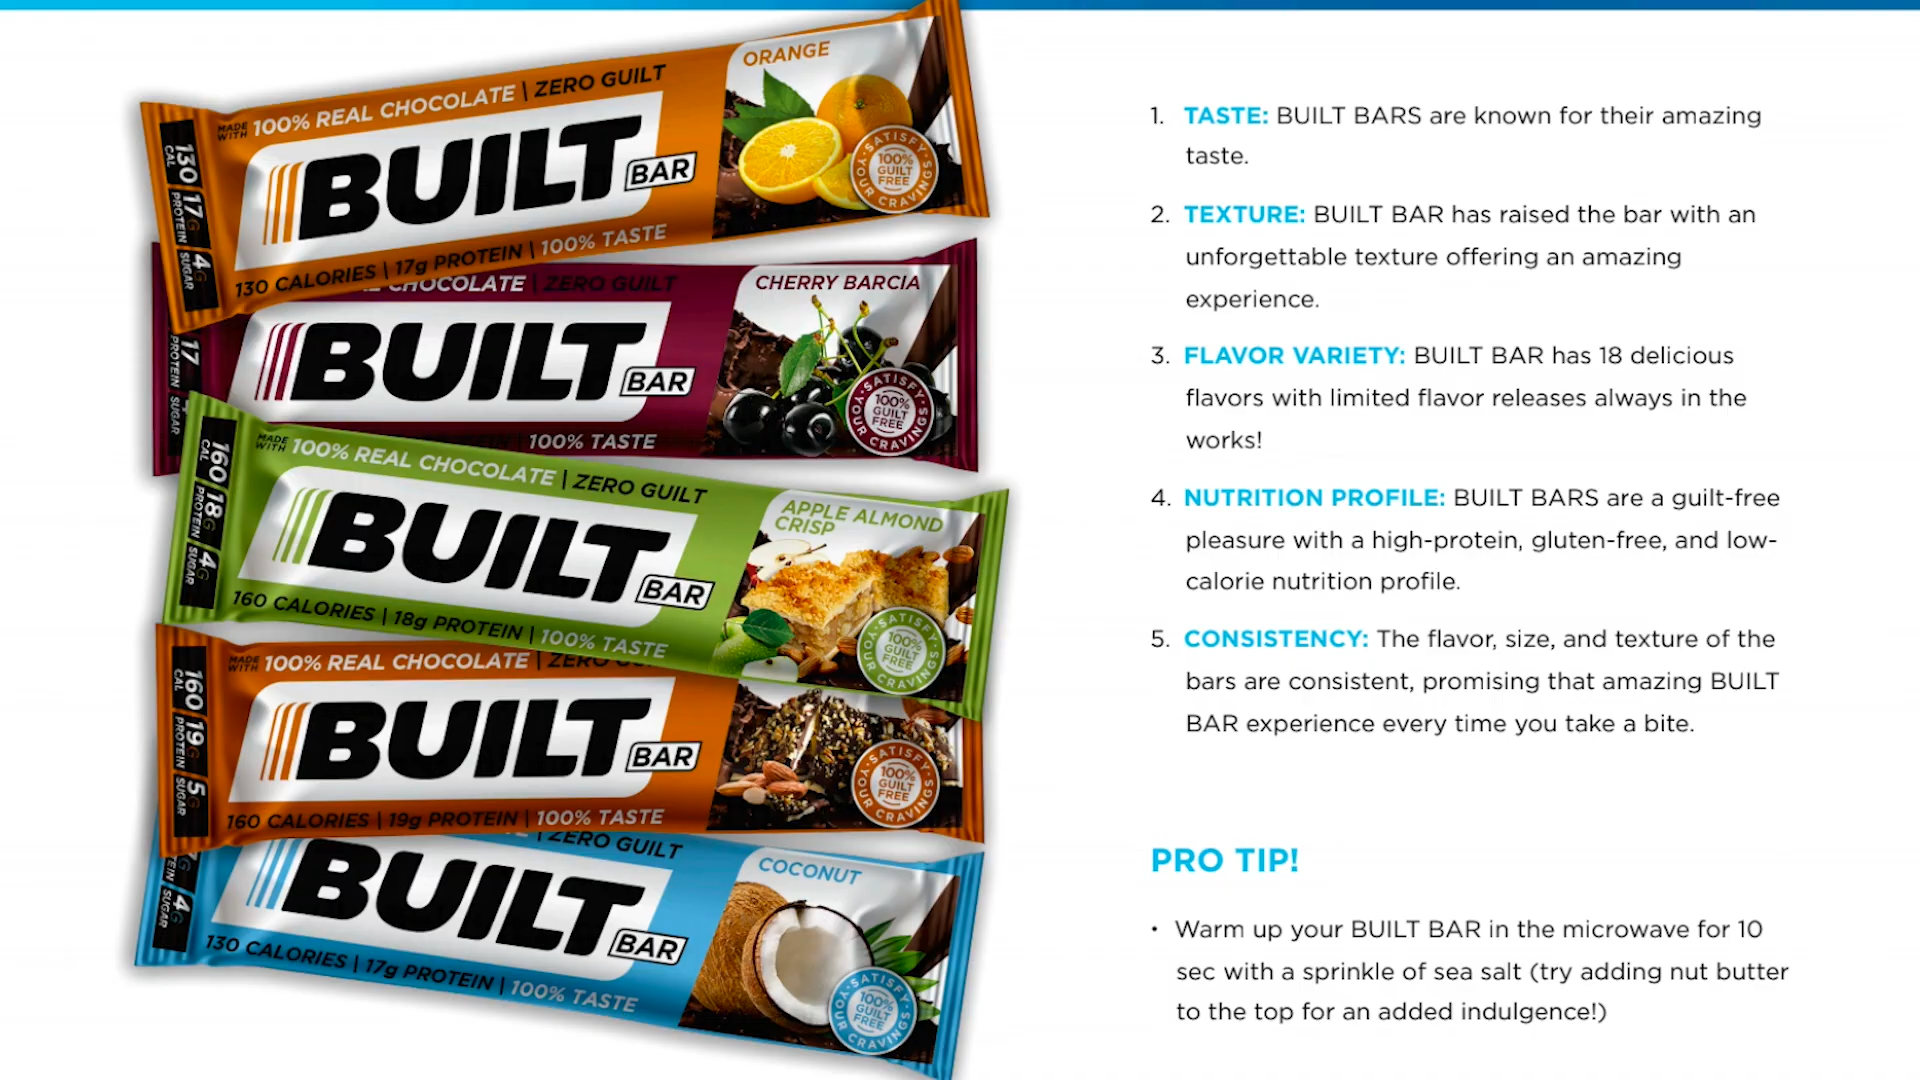 ORANGE
MADE WITH 100% REAL CHOCOLATE | ZERO GUILT
BUILT BAR
130 CAL 17G PROTEIN 4G SUGAR
130 CALORIES | 17g PROTEIN | 100% TASTE
SATISFY YOUR CRAVINGS
100% GUILT FREE
CHOCOLATE | ZERO GUILT
CHERRY BARCIA
BUILT BAR
17 PROTEIN SUGAR
100% TASTE
SATISFY YOUR CRAVINGS
100% GUILT FREE
MADE WITH 100% REAL CHOCOLATE | ZERO GUILT
APPLE ALMOND
CRISP
BUILT BAR
160 CAL 18G PROTEIN 4G SUGAR
160 CALORIES | 18g PROTEIN | 100% TASTE
SATISFY YOUR CRAVINGS
100% GUILT FREE
MADE WITH 100% REAL CHOCOLATE | ZERO
BUILT BAR
160 CAL 19G PROTEIN 5G SUGAR
160 CALORIES | 19g PROTEIN | 100% TASTE
SATISFY YOUR CRAVINGS
100% GUILT FREE
| ZERO GUILT
COCONUT
BUILT BAR
4G SUGAR
130 CALORIES | 17g PROTEIN | 100% TASTE
SATISFY YOUR CRAVINGS
100% GUILT FREE
1. TASTE: BUILT BARS are known for their amazing
taste.
2. TEXTURE: BUILT BAR has raised the bar with an
unforgettable texture offering an amazing
experience.
3. FLAVOR VARIETY: BUILT BAR has 18 delicious
flavors with limited flavor releases always in the
works!
4. NUTRITION PROFILE: BUILT BARS are a guilt-free
pleasure with a high-protein, gluten-free, and low-
calorie nutrition profile.
5. CONSISTENCY: The flavor, size, and texture of the
bars are consistent, promising that amazing BUILT
BAR experience every time you take a bite.
PRO TIP!
• Warm up your BUILT BAR in the microwave for 10
sec with a sprinkle of sea salt (try adding nut butter
to the top for an added indulgence!)